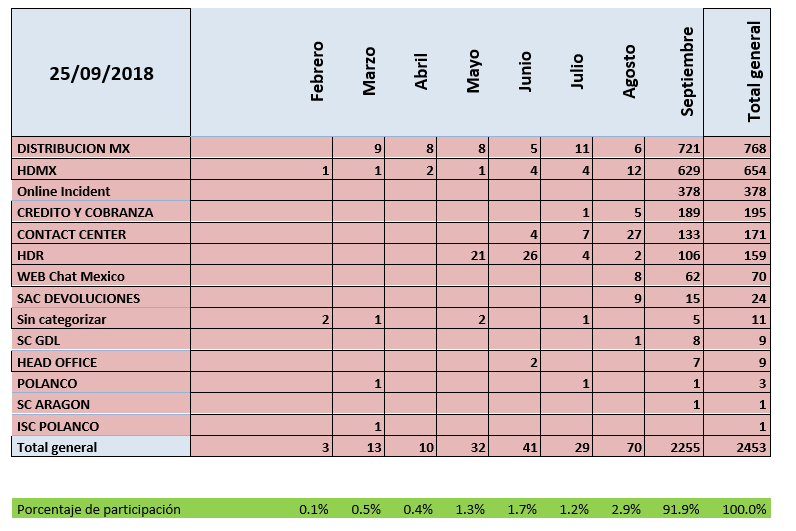 25/09/2018 Febrero Marzo Abril Mayo Junio Julio Agosto Septiembre Total general
DISTRIBUCION MX 9 8 8 5 11 6 721 768
HDMX 1 1 2 1 4 4 12 629 654
Online Incident 378 378
CREDITO Y COBRANZA 1 5 189 195
CONTACT CENTER 4 7 27 133 171
HDR 21 26 4 2 106 159
WEB Chat Mexico 8 62 70
SAC DEVOLUCIONES 9 15 24
Sin categorizar 2 1 2 1 5 11
SC GDL 1 8 9
HEAD OFFICE 2 7 9
POLANCO 1 1 1 3
SC ARAGON 1 1
ISC POLANCO 1 1
Total general 3 13 10 32 41 29 70 2255 2453
Porcentaje de participación 0.1% 0.5% 0.4% 1.3% 1.7% 1.2% 2.9% 91.9% 100.0%